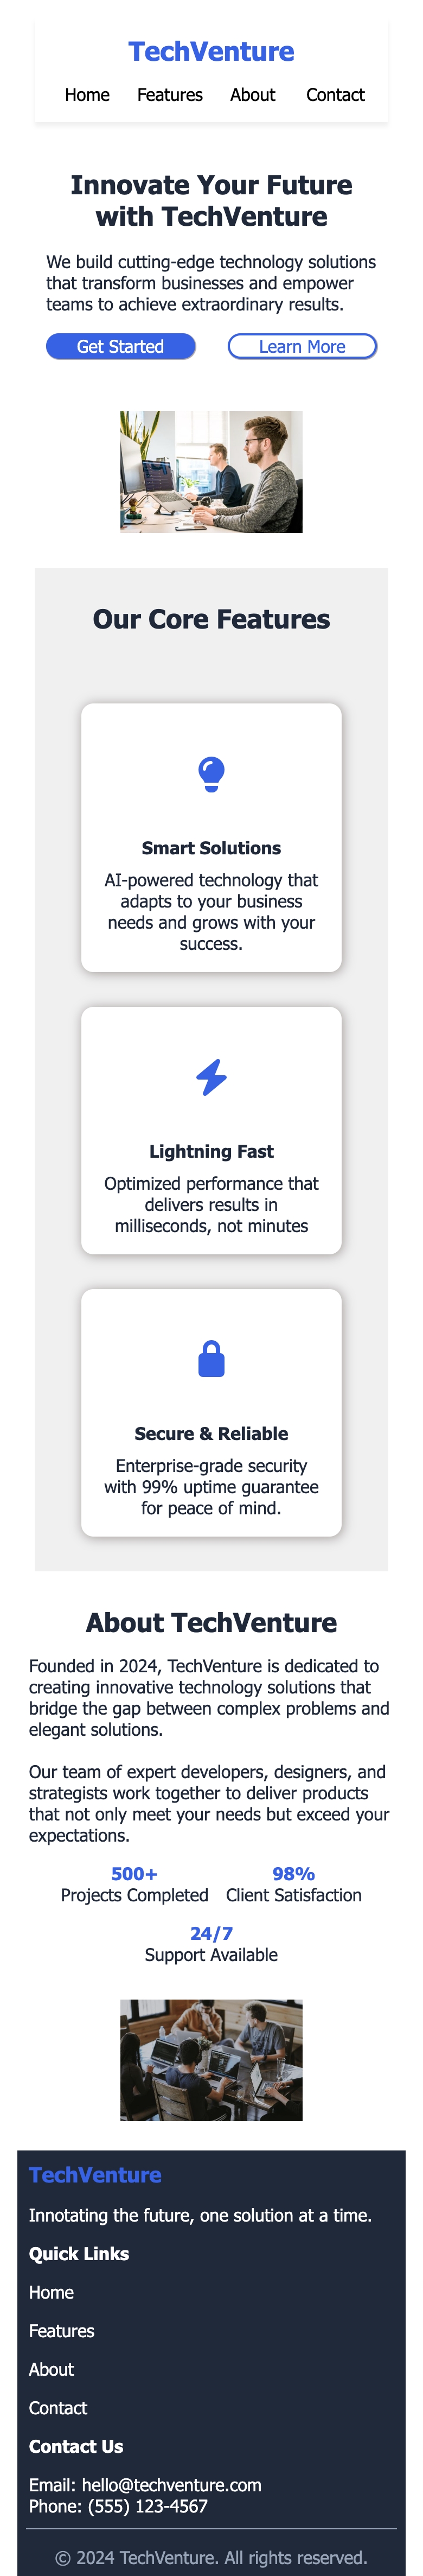 TechVenture
Home Features About Contact
Innovate Your Future
with TechVenture
We build cutting-edge technology solutions
that transform businesses and empower
teams to achieve extraordinary results.
Get Started Learn More
Our Core Features
Smart Solutions
AI-powered technology that
adapts to your business
needs and grows with your
success.
Lightning Fast
Optimized performance that
delivers results in
milliseconds, not minutes
Secure & Reliable
Enterprise-grade security
with 99% uptime guarantee
for peace of mind.
About TechVenture
Founded in 2024, TechVenture is dedicated to
creating innovative technology solutions that
bridge the gap between complex problems and
elegant solutions.
Our team of expert developers, designers, and
strategists work together to deliver products
that not only meet your needs but exceed your
expectations.
500+ 98%
Projects Completed Client Satisfaction
24/7
Support Available
TechVenture
Innotating the future, one solution at a time.
Quick Links
Home
Features
About
Contact
Contact Us
Email: hello@techventure.com
Phone: (555) 123-4567
© 2024 TechVenture. All rights reserved.